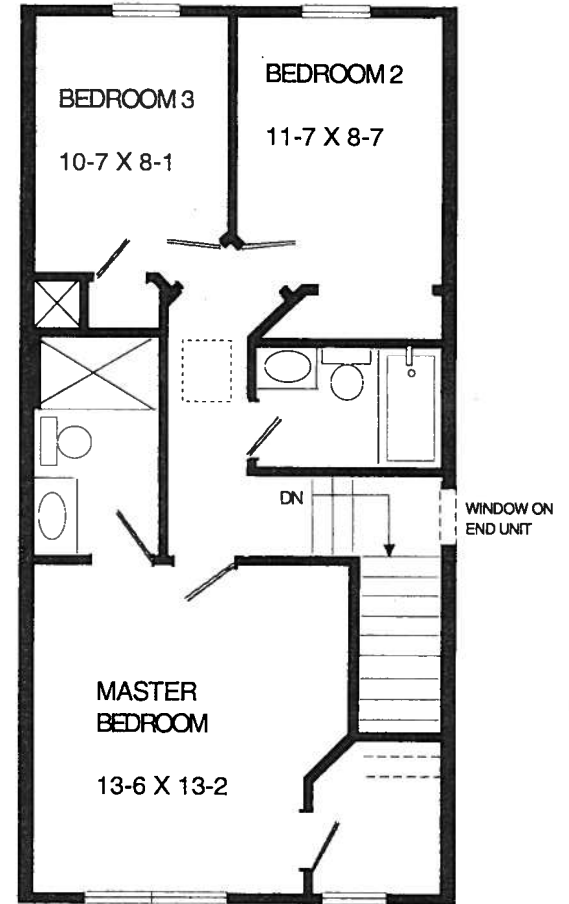 BEDROOM 3
10-7 X 8-1
BEDROOM 2
11-7 X 8-7
DN
WINDOW ON
END UNIT
MASTER
BEDROOM
13-6 X 13-2